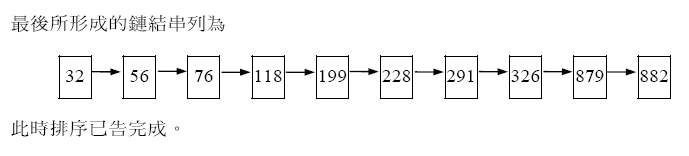 最後所形成的鏈結串列為
32 56 76 118 199 228 291 326 879 882
此時排序已告完成。